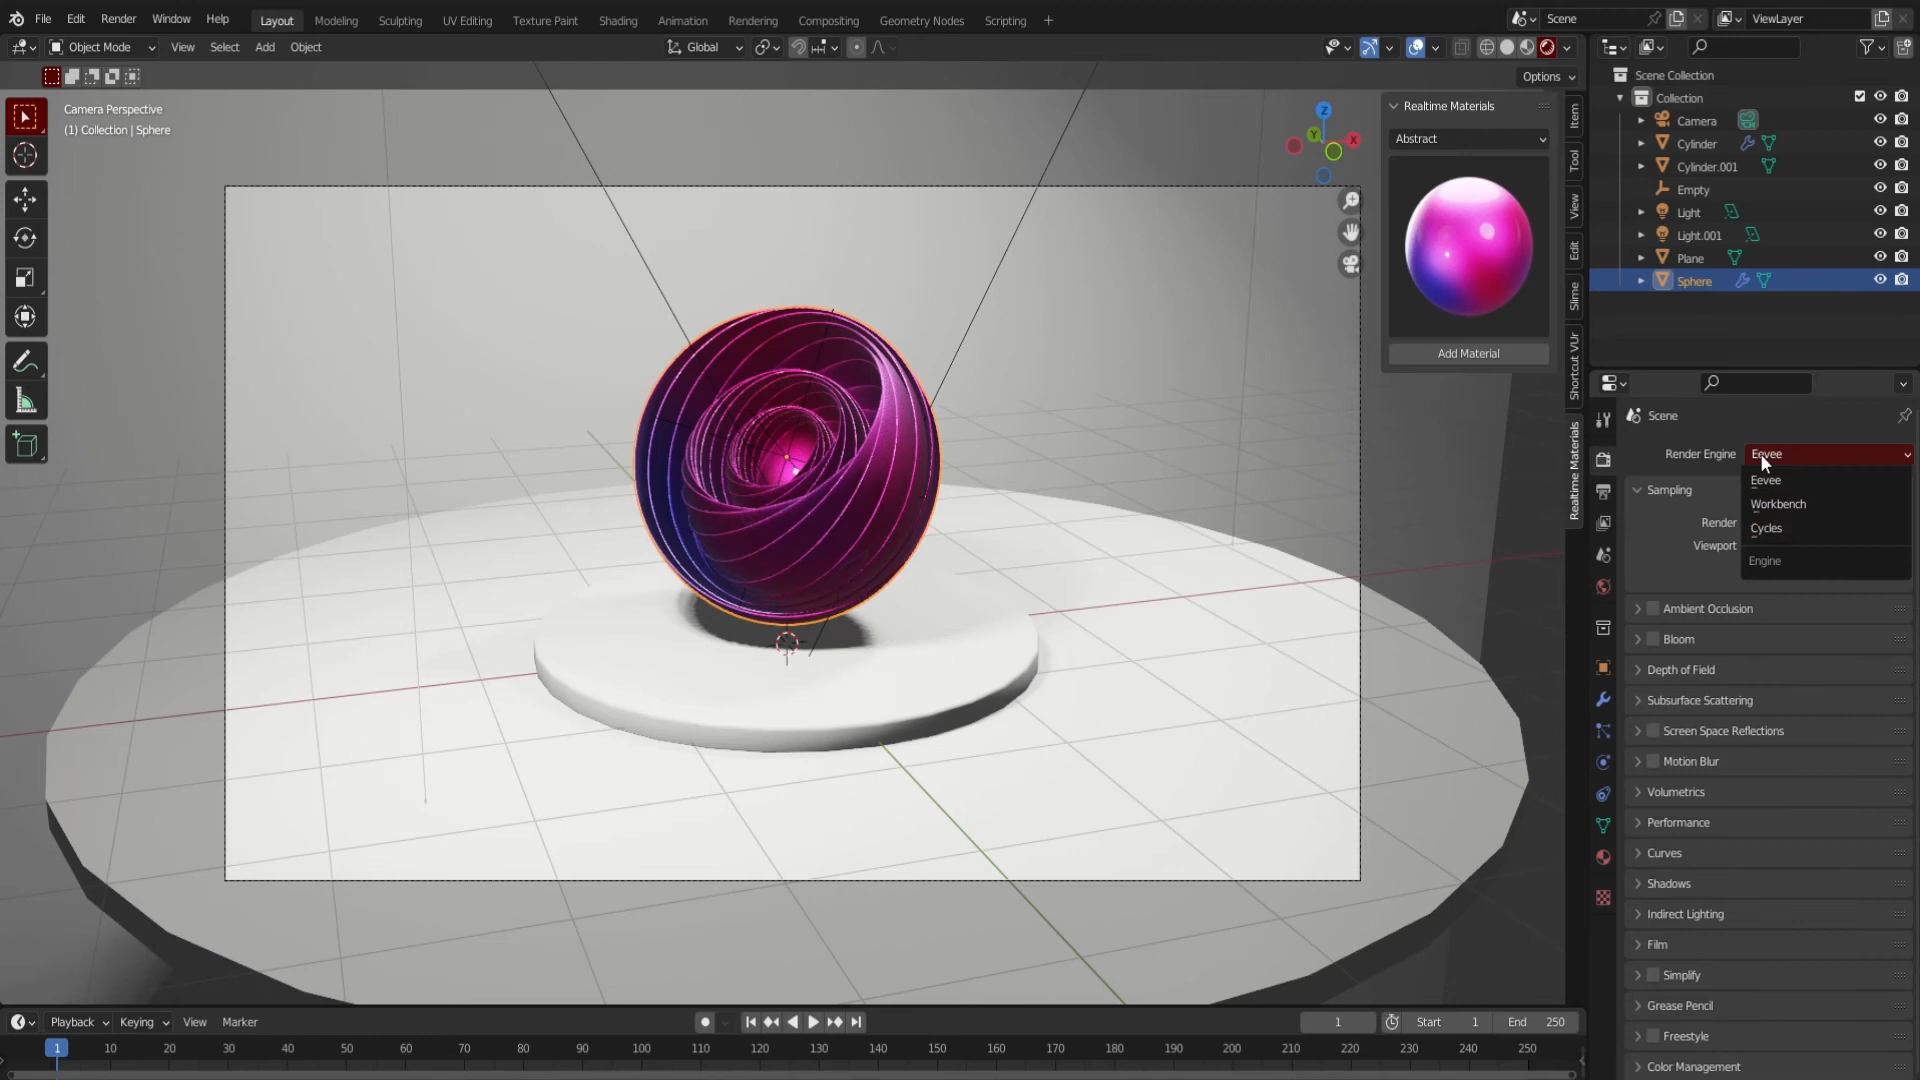 File Edit Render Window Help Layout Modeling Sculpting UV Editing Texture Paint Shading Animation Rendering Compositing Geometry Nodes Scripting + Scene ViewLayer
Object Mode View Select Add Object Global
Options
Camera Perspective
(1) Collection | Sphere
Z
Y
X
Realtime Materials
Abstract
Add Material
Item
Tool
View
Edit
Slime
Shortcut VUr
Realtime Materials
Scene Collection
Collection
Camera
Cylinder
Cylinder.001
Empty
Light
Light.001
Plane
Sphere
Scene
Render Engine Eevee
Eevee
Workbench
Cycles
Engine
Sampling
Render
Viewport
Ambient Occlusion
Bloom
Depth of Field
Subsurface Scattering
Screen Space Reflections
Motion Blur
Volumetrics
Performance
Curves
Shadows
Indirect Lighting
Film
Simplify
Grease Pencil
Freestyle
Color Management
Playback Keying View Marker 1 Start 1 End 250
1 10 20 30 40 50 60 70 80 90 100 110 120 130 140 150 160 170 180 190 200 210 220 230 240 250